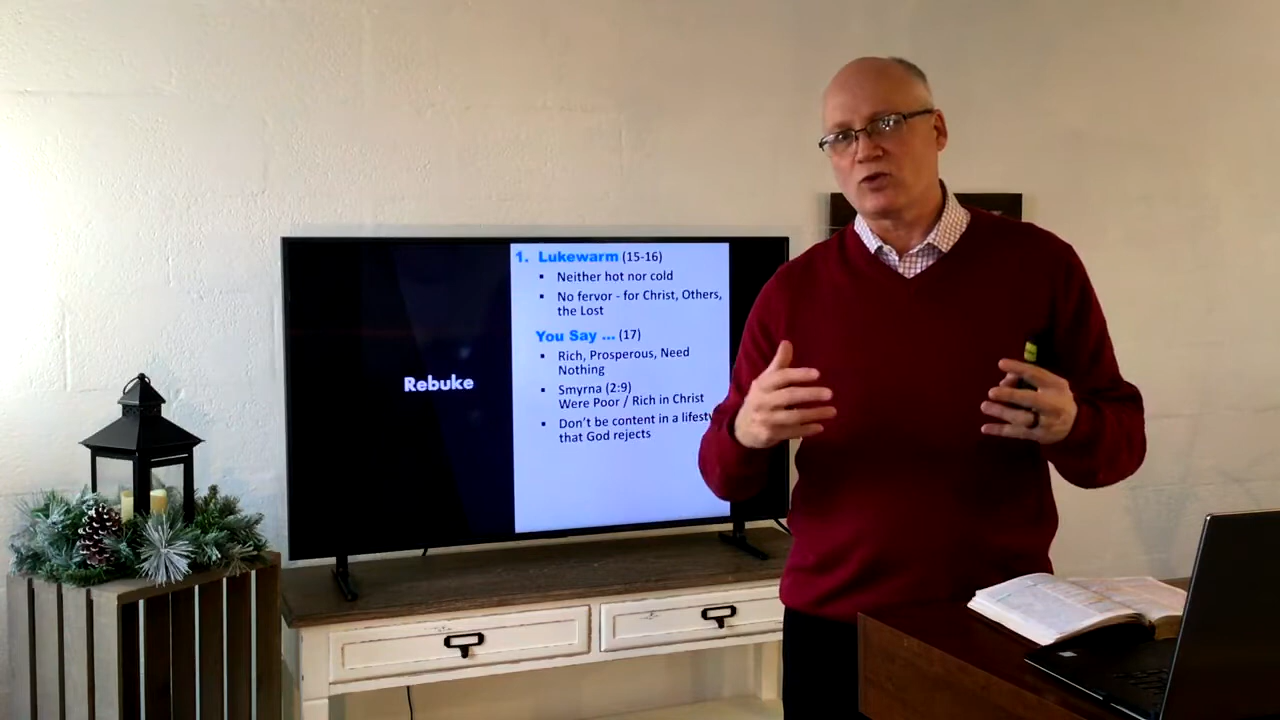 Rebuke
1. Lukewarm (15-16)
▪ Neither hot nor cold
▪ No fervor - for Christ, Others,
the Lost
You Say ... (17)
▪ Rich, Prosperous, Need
Nothing
▪ Smyrna (2:9)
Were Poor / Rich in Christ
▪ Don't be content in a
that God rejects